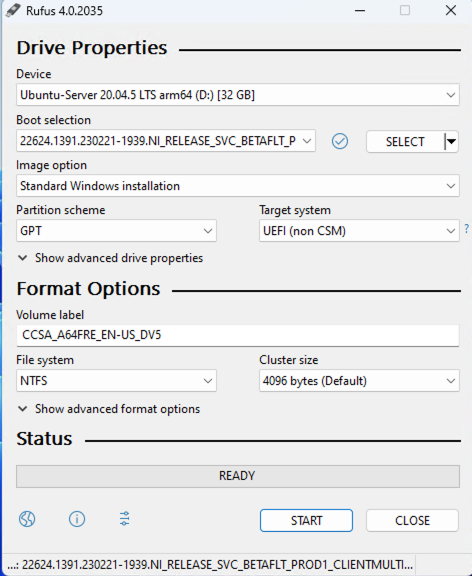 Rufus 4.0.2035
Drive Properties
Device
Ubuntu-Server 20.04.5 LTS arm64 (D:) [32 GB]
Boot selection
22624.1391.230221-1939.NI_RELEASE_SVC_BETAFLT_P
SELECT
Image option
Standard Windows installation
Partition scheme
Target system
GPT
UEFI (non CSM)
?
Show advanced drive properties
Format Options
Volume label
CCSA_A64FRE_EN-US_DV5
File system
Cluster size
NTFS
4096 bytes (Default)
Show advanced format options
Status
READY
START
CLOSE
...: 22624.1391.230221-1939.NI_RELEASE_SVC_BETAFLT_PROD1_CLIENTMULTI...